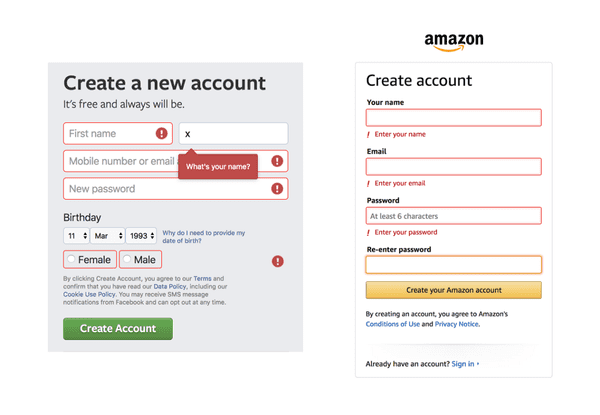 Create a new account
It's free and always will be.
First name
x
Mobile number or email a
What's your name?
New password
Birthday
11 Mar 1993
Why do I need to provide my
date of birth?
Female Male
By clicking Create Account, you agree to our Terms and
confirm that you have read our Data Policy, including our
Cookie Use Policy. You may receive SMS message
notifications from Facebook and can opt out at any time.
Create Account
amazon
Create account
Your name
! Enter your name
Email
! Enter your email
Password
At least 6 characters
! Enter your password
Re-enter password
Create your Amazon account
By creating an account, you agree to Amazon's
Conditions of Use and Privacy Notice.
Already have an account? Sign in